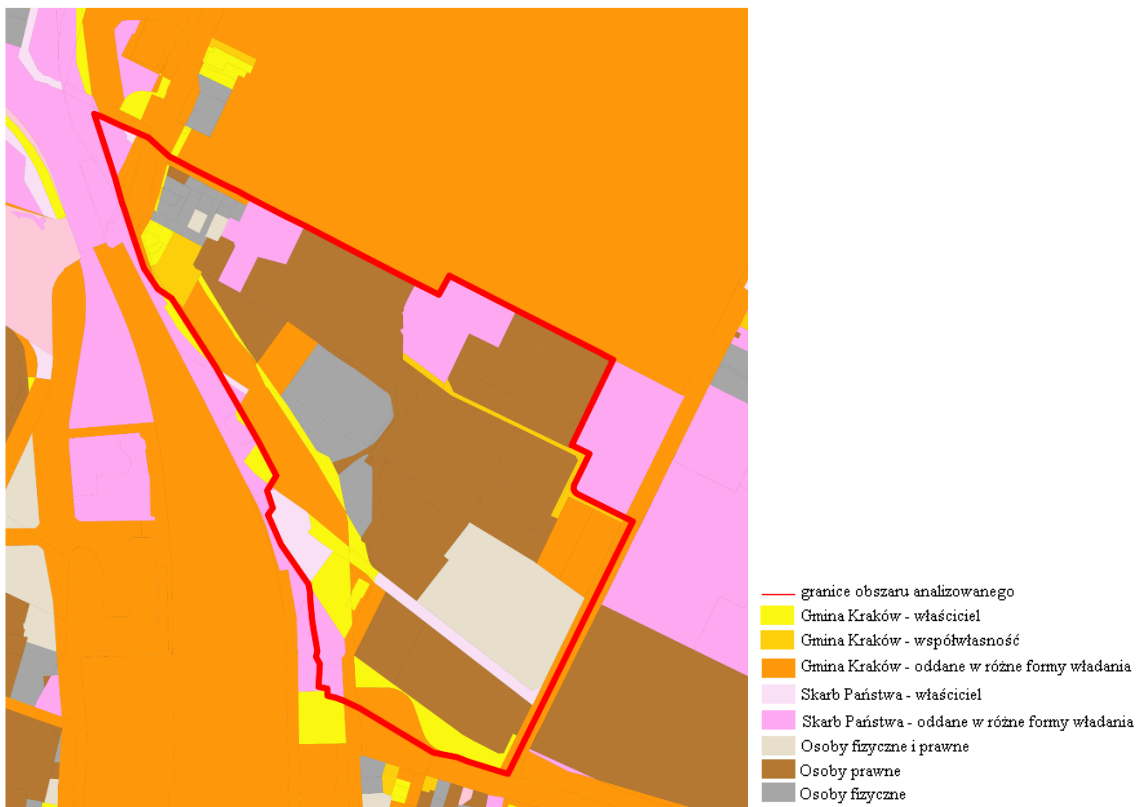 granice obszaru analizowanego
Gmina Kraków - właściciel
Gmina Kraków - współwłasność
Gmina Kraków - oddane w różne formy władania
Skarb Państwa - właściciel
Skarb Państwa - oddane w różne formy władania
Osoby fizyczne i prawne
Osoby prawne
Osoby fizyczne